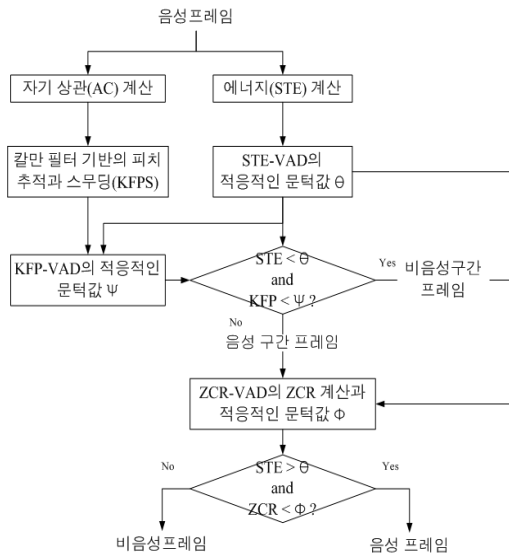 음성프레임
자기 상관(AC) 계산
에너지(STE) 계산
칼만 필터 기반의 피치
추적과 스무딩(KFPS)
STE-VAD의
적응적인 문턱값 θ
KFP-VAD의 적응적인
문턱값 Ψ
STE < θ
and
KFP < Ψ ?
Yes
비음성구간
프레임
No
음성 구간 프레임
ZCR-VAD의 ZCR 계산과
적응적인 문턱값 Φ
No
STE > θ
and
ZCR < Φ ?
Yes
비음성프레임
음성 프레임